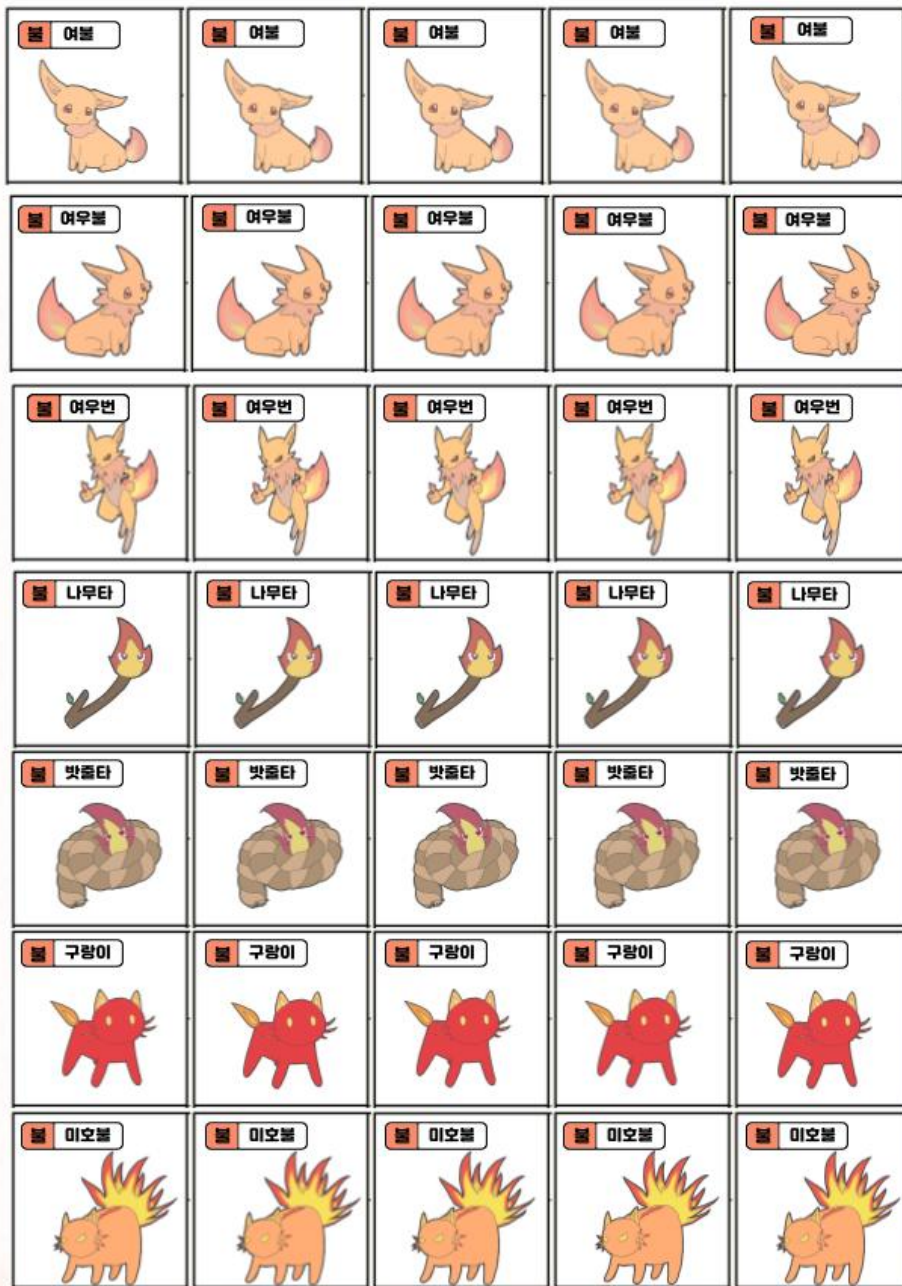 불 여불 불 여불 불 여불 불 여불 불 여불
불 여우불 불 여우불 불 여우불 불 여우불 불 여우불
불 여우번 불 여우번 불 여우번 불 여우번 불 여우번
불 나무타 불 나무타 불 나무타 불 나무타 불 나무타
불 밧줄타 불 밧줄타 불 밧줄타 불 밧줄타 불 밧줄타
불 구랑이 불 구랑이 불 구랑이 불 구랑이 불 구랑이
불 미호불 불 미호불 불 미호불 불 미호불 불 미호불